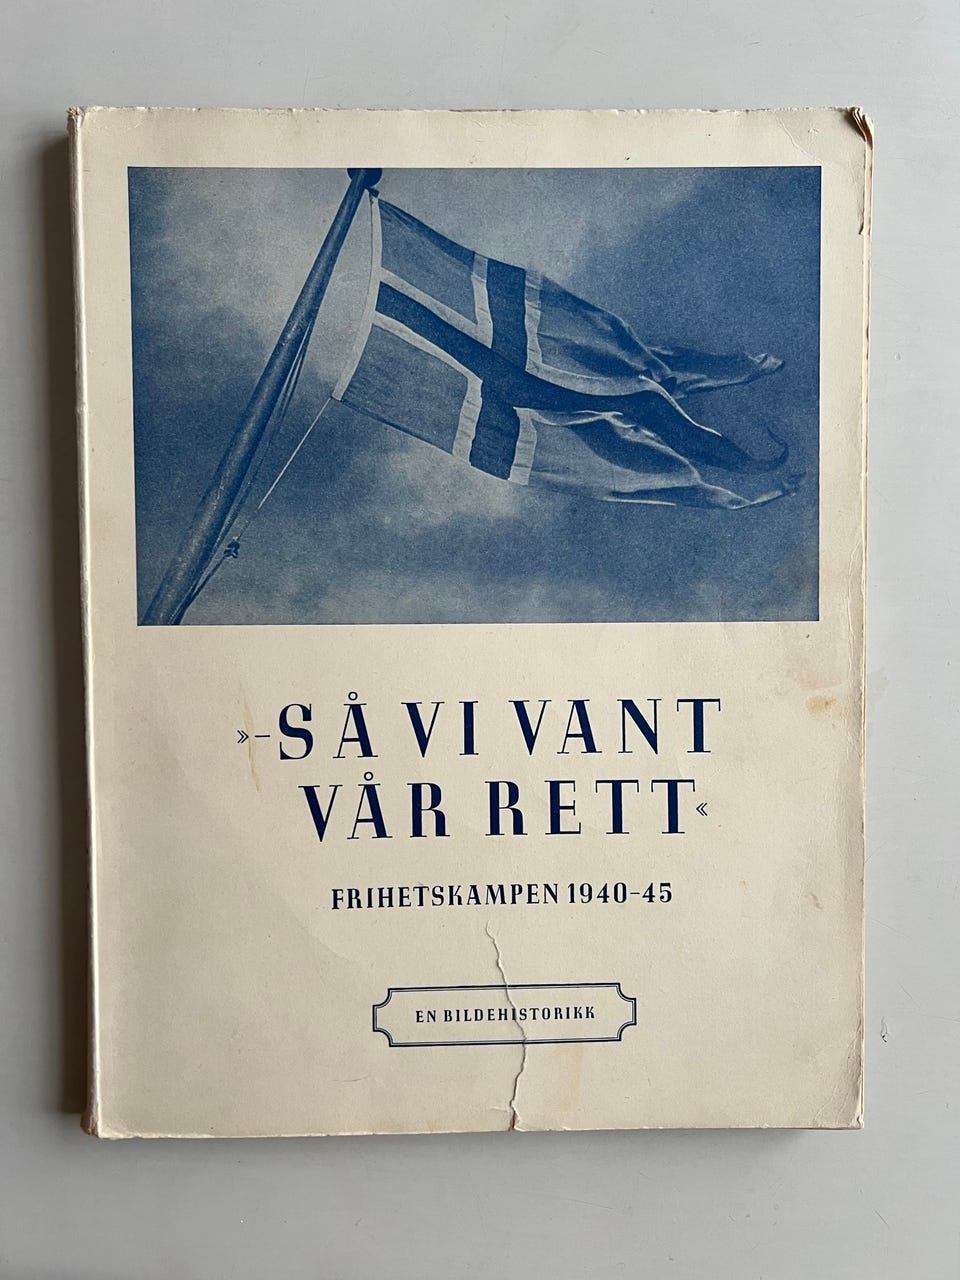 »–SÅ VI VANT
VÅR RETT«
FRIHETSKAMPEN 1940–45
EN BILDEHISTORIKK